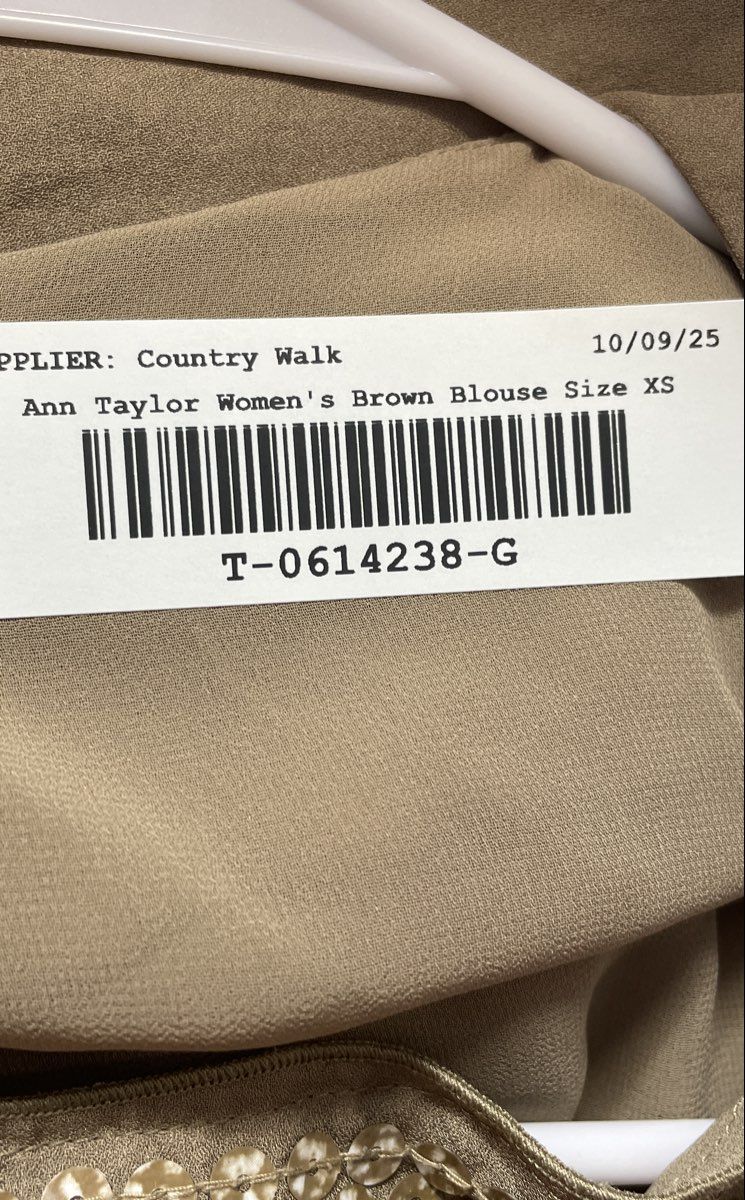 PPLIER: Country Walk 10/09/25
Ann Taylor Women's Brown Blouse Size XS
T-0614238-G